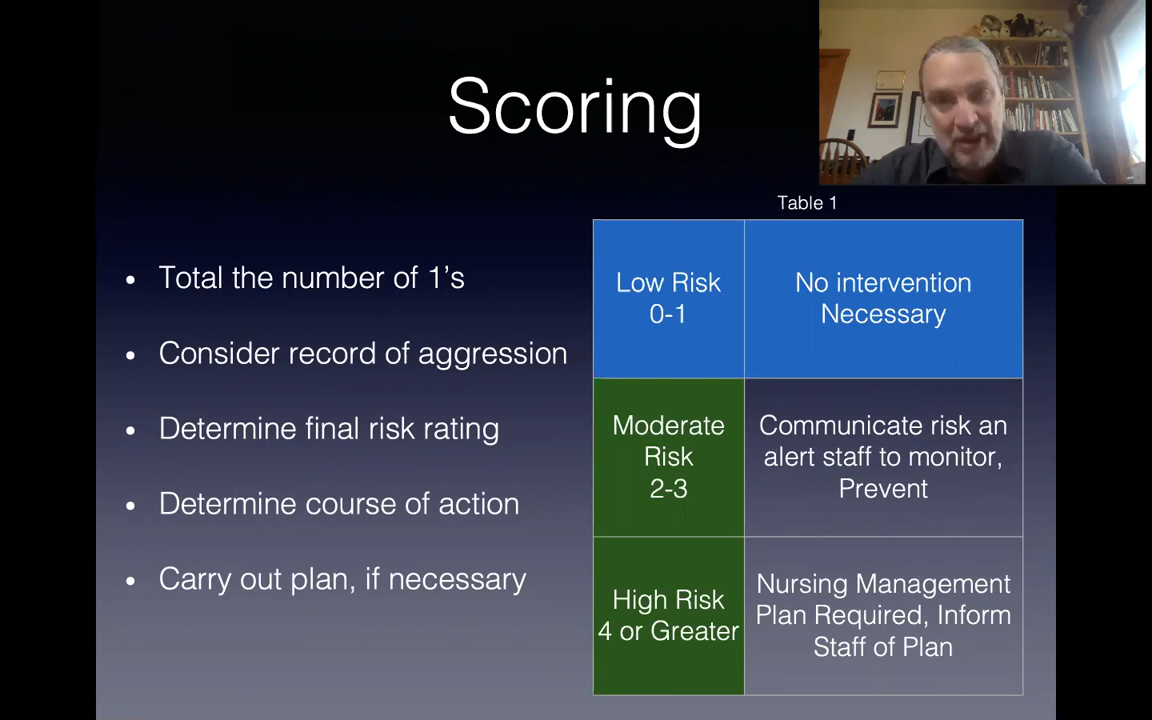 Scoring
• Total the number of 1's
• Consider record of aggression
• Determine final risk rating
• Determine course of action
• Carry out plan, if necessary
Table 1
Low Risk
0-1
No intervention
Necessary
Moderate
Risk
2-3
Communicate risk an
alert staff to monitor,
Prevent
High Risk
4 or Greater
Nursing Management
Plan Required, Inform
Staff of Plan